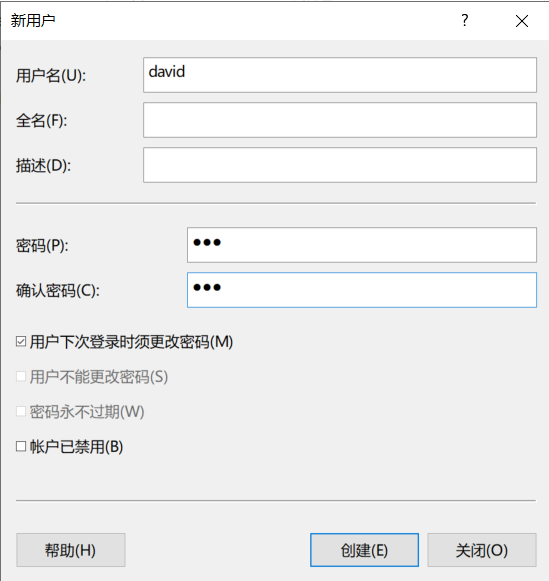 新用户 ?
用户名(U): david
全名(F):
描述(D):
密码(P): ●●●
确认密码(C): ●●●
用户下次登录时须更改密码(M)
用户不能更改密码(S)
密码永不过期(W)
帐户已禁用(B)
帮助(H) 创建(E) 关闭(O)